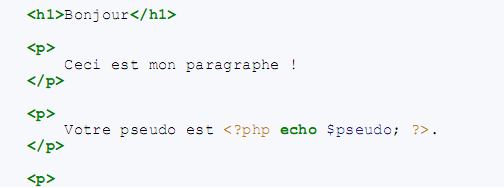 <h1>Bonjour</h1>
<p>
Ceci est mon paragraphe !
</p>
<p>
Votre pseudo est <?php echo $pseudo; ?>.
</p>
<p>